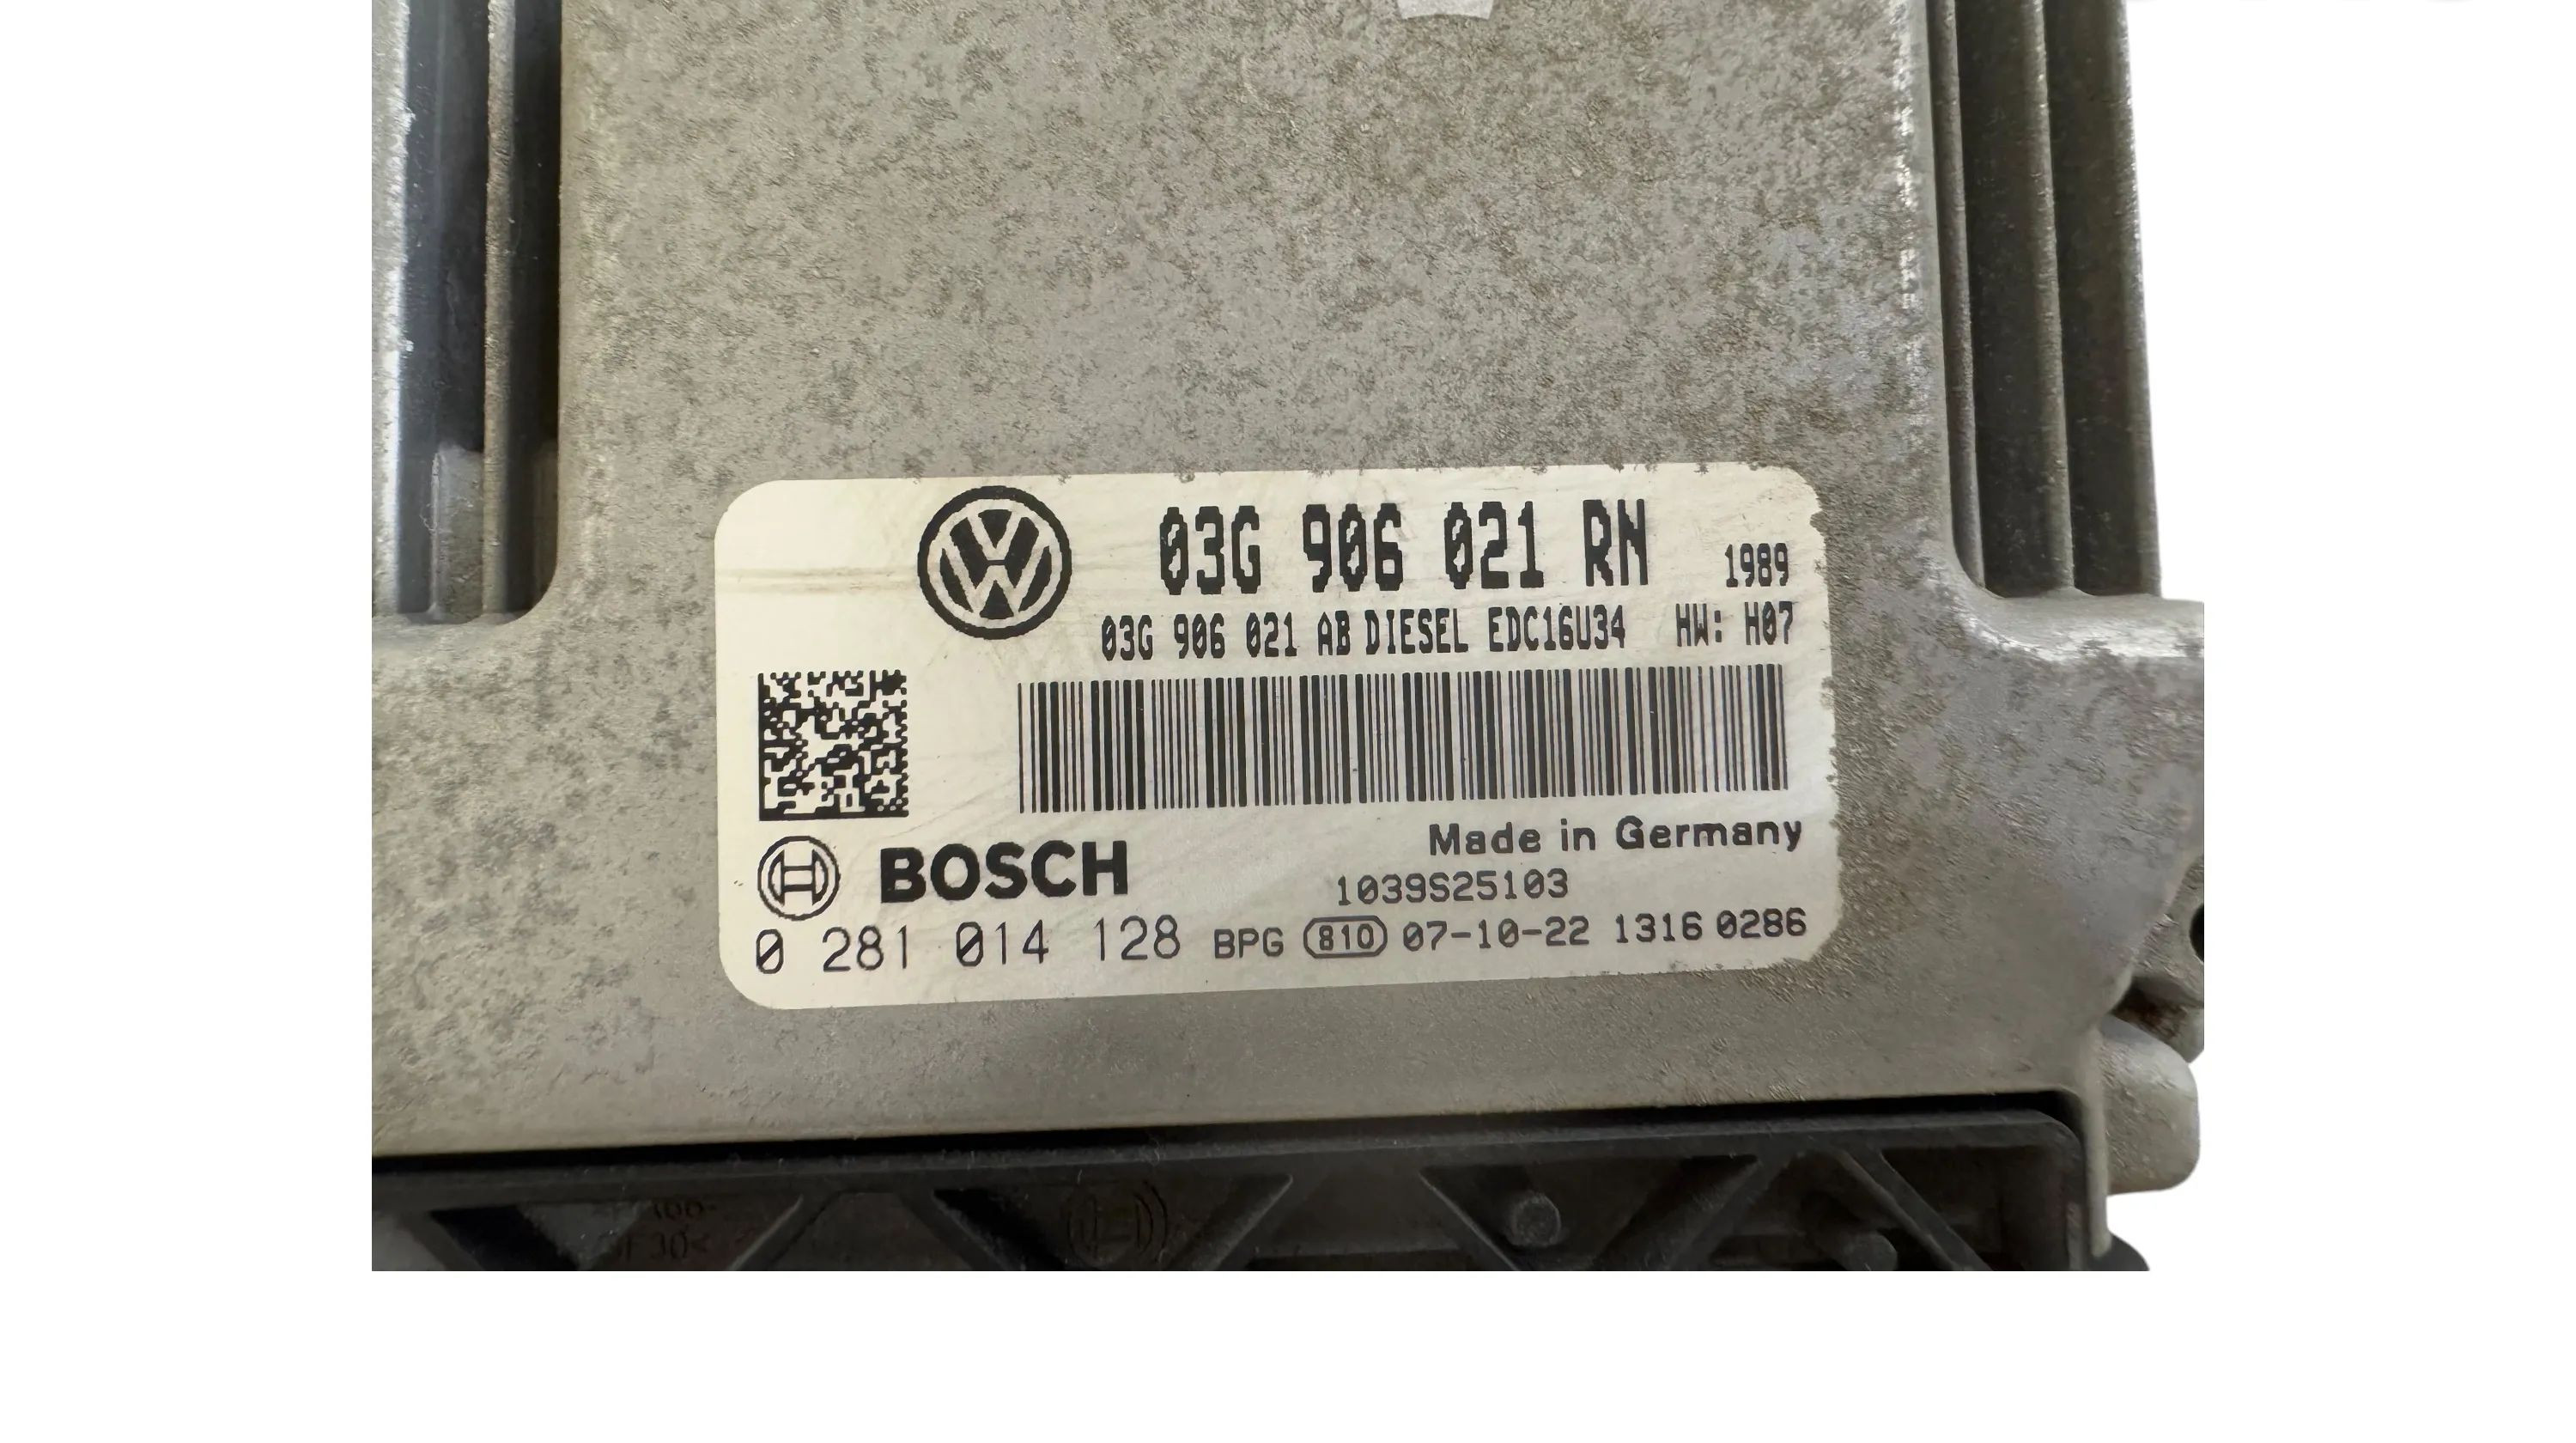 03G 906 021 RN 1989
03G 906 021 AB DIESEL EDC16U34 HW: H07
Made in Germany
BOSCH
1039S25103
0 281 014 128 BPG 810 07-10-22 1316 0286